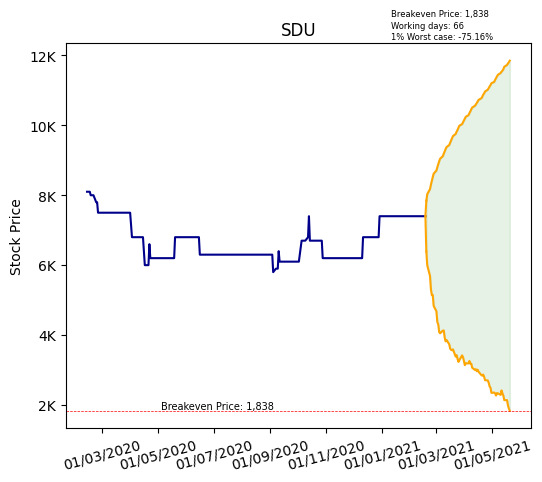 Breakeven Price: 1,838
Working days: 66
1% Worst case: -75.16%
SDU
12K
10K
8K
6K
4K
2K
Stock Price
Breakeven Price: 1,838
01/03/2020
01/05/2020
01/07/2020
01/09/2020
01/11/2020
01/01/2021
01/03/2021
01/05/2021